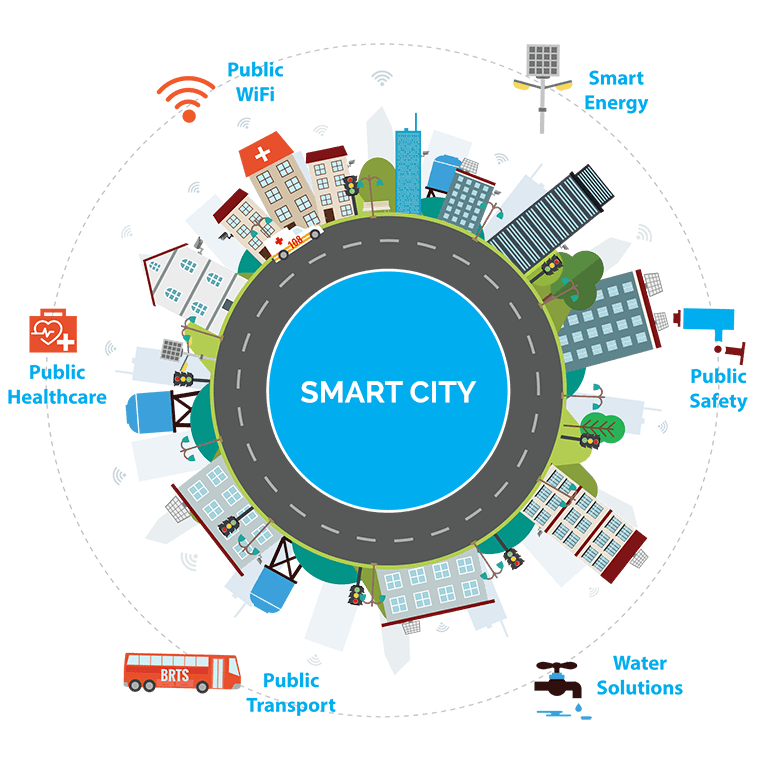 Public
WiFi
Smart
Energy
108
Public
Healthcare
SMART CITY
Public
Safety
BRTS
Public
Transport
Water
Solutions